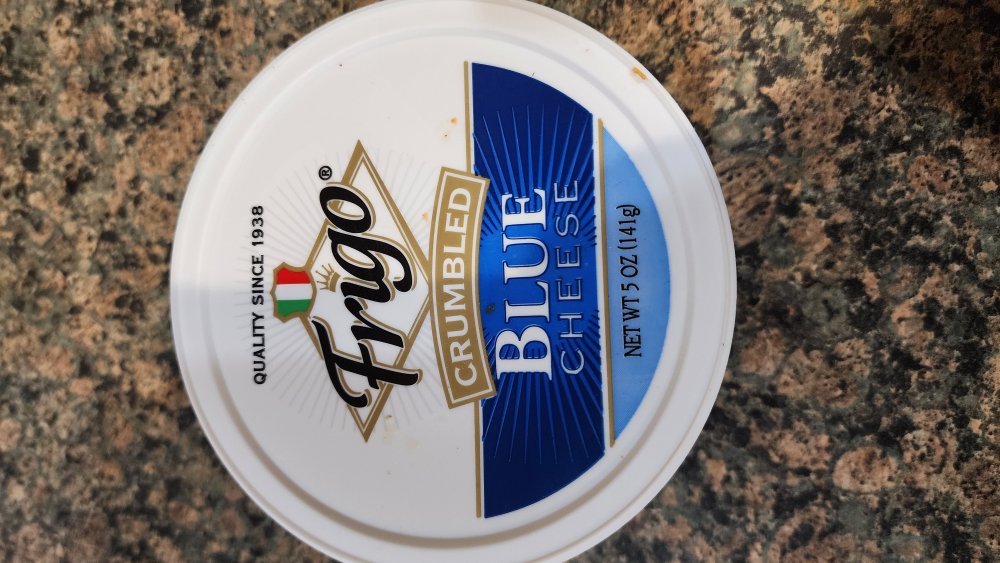 QUALITY SINCE 1938
Frigo®
CRUMBLED
BLUE
CHEESE
NET WT 5 OZ (141g)